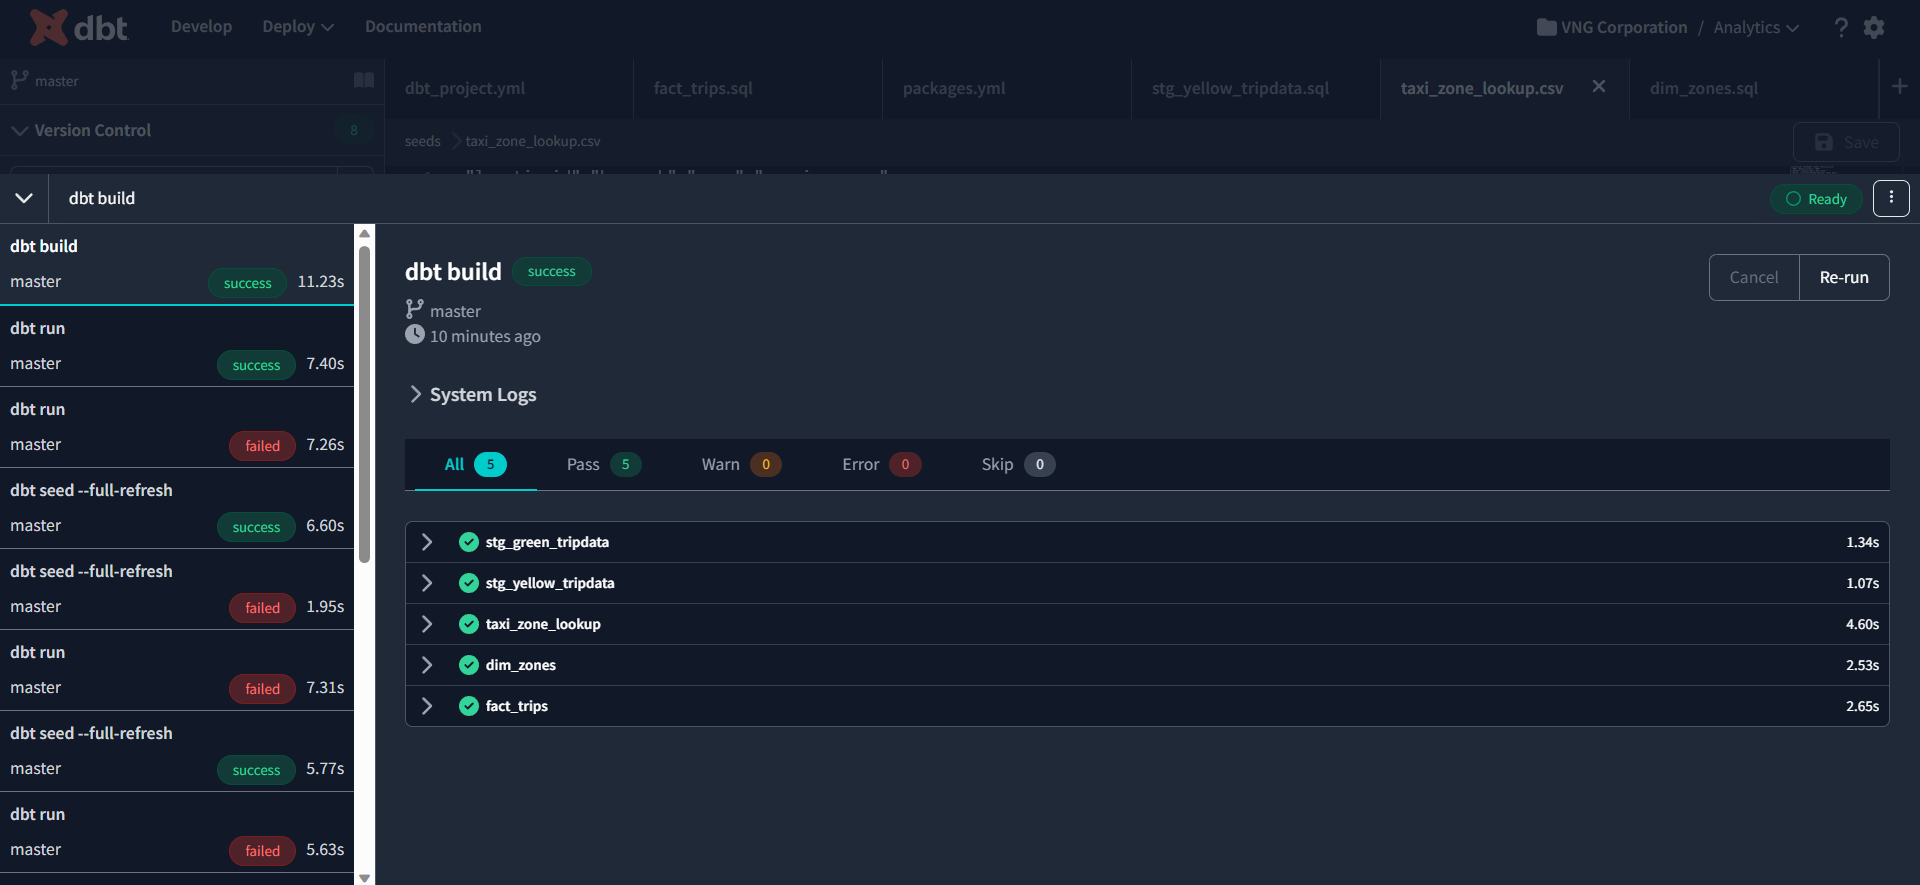 dbt
Develop
Deploy
Documentation
VNG Corporation / Analytics
?
master
dbt_project.yml
fact_trips.sql
packages.yml
stg_yellow_tripdata.sql
taxi_zone_lookup.csv
dim_zones.sql
Version Control
8
seeds > taxi_zone_lookup.csv
Save
dbt build
Ready
dbt build
master
success
11.23s
dbt run
master
success
7.40s
dbt run
master
failed
7.26s
dbt seed --full-refresh
master
success
6.60s
dbt seed --full-refresh
master
failed
1.95s
dbt run
master
failed
7.31s
dbt seed --full-refresh
master
success
5.77s
dbt run
master
failed
5.63s
dbt build
success
master
10 minutes ago
Cancel
Re-run
System Logs
All 5
Pass 5
Warn 0
Error 0
Skip 0
stg_green_tripdata 1.34s
stg_yellow_tripdata 1.07s
taxi_zone_lookup 4.60s
dim_zones 2.53s
fact_trips 2.65s